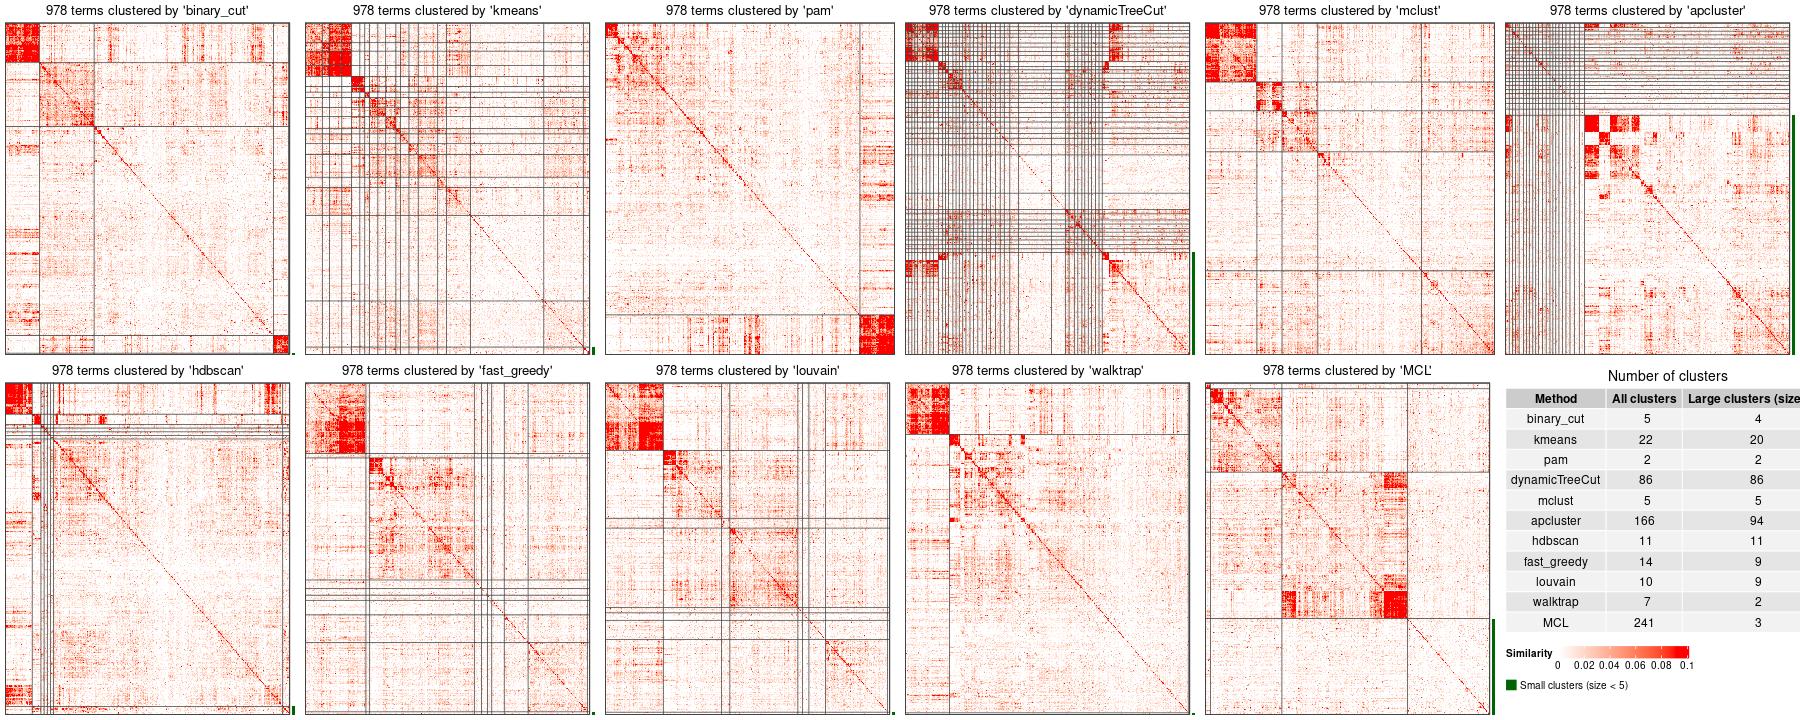 978 terms clustered by 'binary_cut'
978 terms clustered by 'kmeans'
978 terms clustered by 'pam'
978 terms clustered by 'dynamicTreeCut'
978 terms clustered by 'mclust'
978 terms clustered by 'apcluster'
978 terms clustered by 'hdbscan'
978 terms clustered by 'fast_greedy'
978 terms clustered by 'louvain'
978 terms clustered by 'walktrap'
978 terms clustered by 'MCL'
Number of clusters
Method All clusters Large clusters (size
binary_cut 5 4
kmeans 22 20
pam 2 2
dynamicTreeCut 86 86
mclust 5 5
apcluster 166 94
hdbscan 11 11
fast_greedy 14 9
louvain 10 9
walktrap 7 2
MCL 241 3
Similarity
0 0.02 0.04 0.06 0.08 0.1
Small clusters (size < 5)